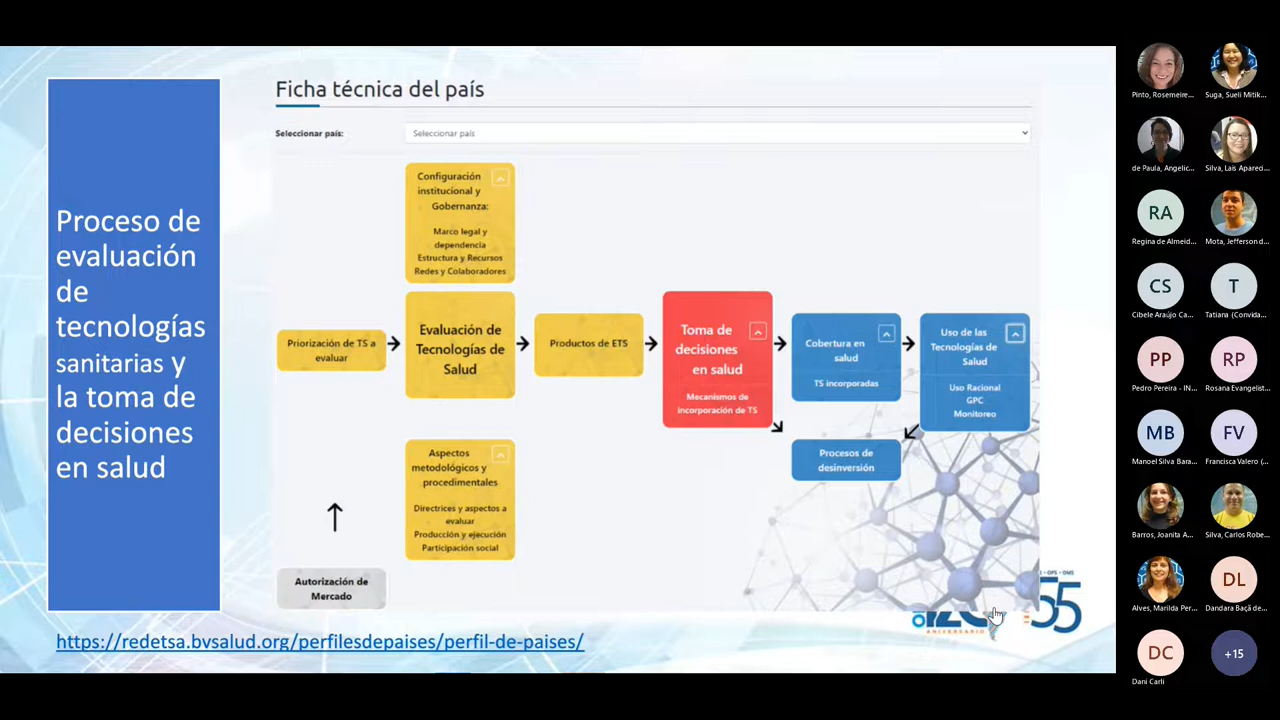 Proceso de
evaluación
de
tecnologías
sanitarias y
la toma de
decisiones
en salud
Ficha técnica del país
Seleccionar país:
Seleccionar país
Configuración
institucional y
Gobernanza:
Marco legal y
dependencia
Estructura y Recursos
Redes y Colaboradores
Priorización de TS a
evaluar
Evaluación de
Tecnologías de
Salud
Productos de ETS
Toma de
decisiones
en salud
Mecanismos de
incorporación de TS
Cobertura en
salud
TS incorporadas
Uso de las
Tecnologías de
Salud
Uso Racional
GPC
Monitoreo
Procesos de
desinversión
Aspectos
metodológicos y
procedimentales
Directrices y aspectos a
evaluar
Producción y ejecución
Participación social
Autorización de
Mercado
- OPS - OMS
55
ANIVERSARIO
https://redetsa.bvsalud.org/perfilesdepaises/perfil-de-paises/
Pinto, Rosemeire...
Suga, Sueli Mitik...
de Paula, Angelic...
Silva, Lais Apareci...
RA
Regina de Almeid...
Mota, Jefferson d...
CS
Cibele Araújo Ca...
T
Tatiana (Convida...
PP
Pedro Pereira - IN...
RP
Rosana Evangelist...
MB
Manoel Silva Bara...
FV
Francisca Valero (...
Barros, Joanita A...
Silva, Carlos Robe...
Alves, Marilda Per...
DL
Dandara Baçã de...
DC
Dani Carli
+15